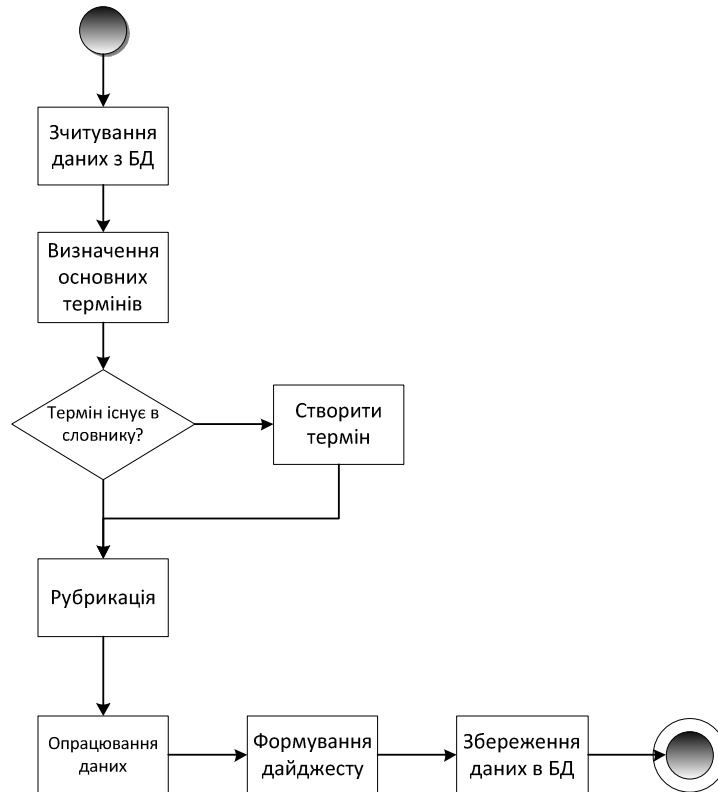 Зчитування
даних з БД
Визначення
основних
термінів
Термін існує в
словнику?
Створити
термін
Рубрикація
Опрацювання
даних
Формування
дайджесту
Збереження
даних в БД